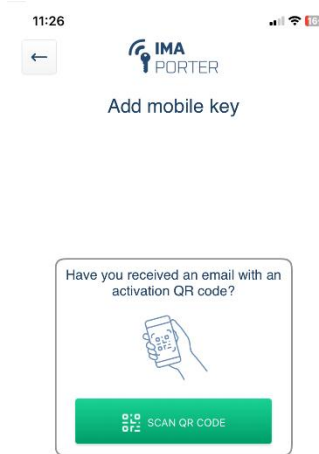 11:26
IMA
PORTER
Add mobile key
Have you received an email with an
activation QR code?
SCAN QR CODE